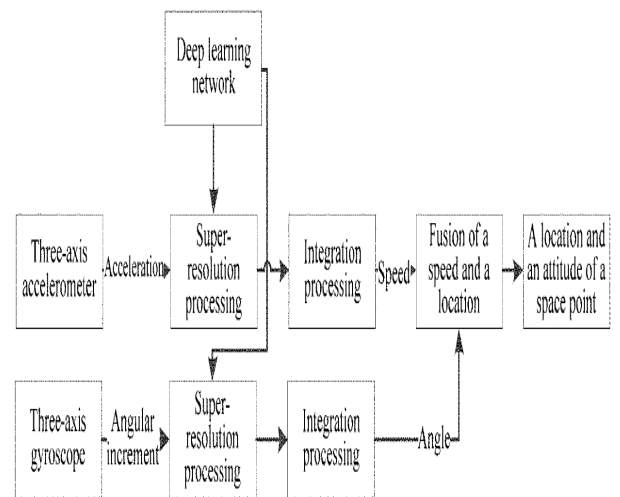 Deep learning
network
Three-axis
accelerometer
Acceleration
Super-
resolution
processing
Integration
processing
Speed
Fusion of a
speed and a
location
A location and
an attitude of a
space point
Three-axis
gyroscope
Angular
increment
Super-
resolution
processing
Integration
processing
Angle